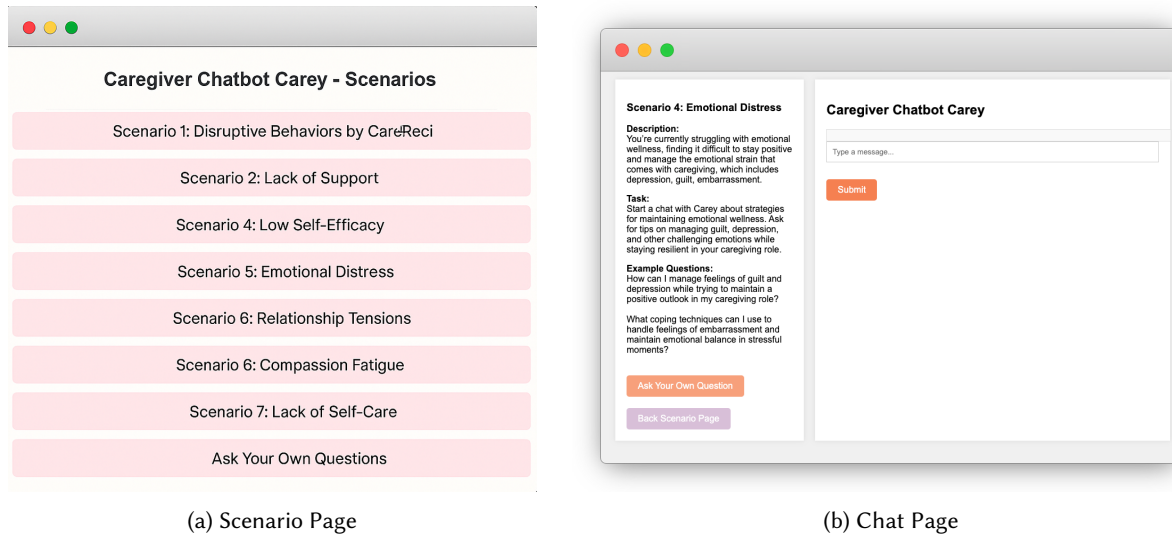 Caregiver Chatbot Carey - Scenarios
Scenario 1: Disruptive Behaviors by CareReci
Scenario 2: Lack of Support
Scenario 4: Low Self-Efficacy
Scenario 5: Emotional Distress
Scenario 6: Relationship Tensions
Scenario 6: Compassion Fatigue
Scenario 7: Lack of Self-Care
Ask Your Own Questions
(a) Scenario Page
Scenario 4: Emotional Distress
Description:
You're currently struggling with emotional
wellness, finding it difficult to stay positive
and manage the emotional strain that
comes with caregiving, which includes
depression, guilt, embarrassment.
Task:
Start a chat with Carey about strategies
for maintaining emotional wellness. Ask
for tips on managing guilt, depression,
and other challenging emotions while
staying resilient in your caregiving role.
Example Questions:
How can I manage feelings of guilt and
depression while trying to maintain a
positive outlook in my caregiving role?
What coping techniques can I use to
handle feelings of embarrassment and
maintain emotional balance in stressful
moments?
Ask Your Own Question
Back Scenario Page
Caregiver Chatbot Carey
Type a message...
Submit
(b) Chat Page